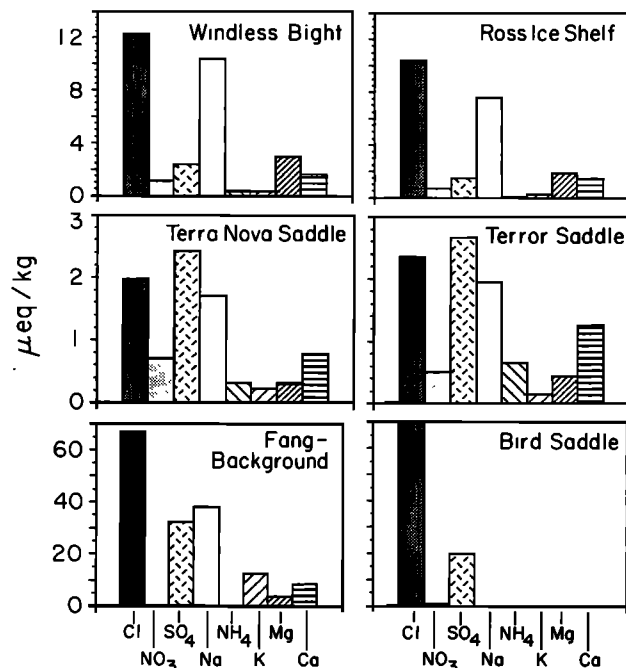 Windless Bight
Ross Ice Shelf
12
8
4
0
Terra Nova Saddle
Terror Saddle
3
2
1
0
µeq/kg
Fang-
Background
Bird Saddle
60
40
20
0
Cl SO₄ NH₄ Mg Cl SO₄ NH₄ Mg
NO₃ Na K Ca NO₃ Na K Ca